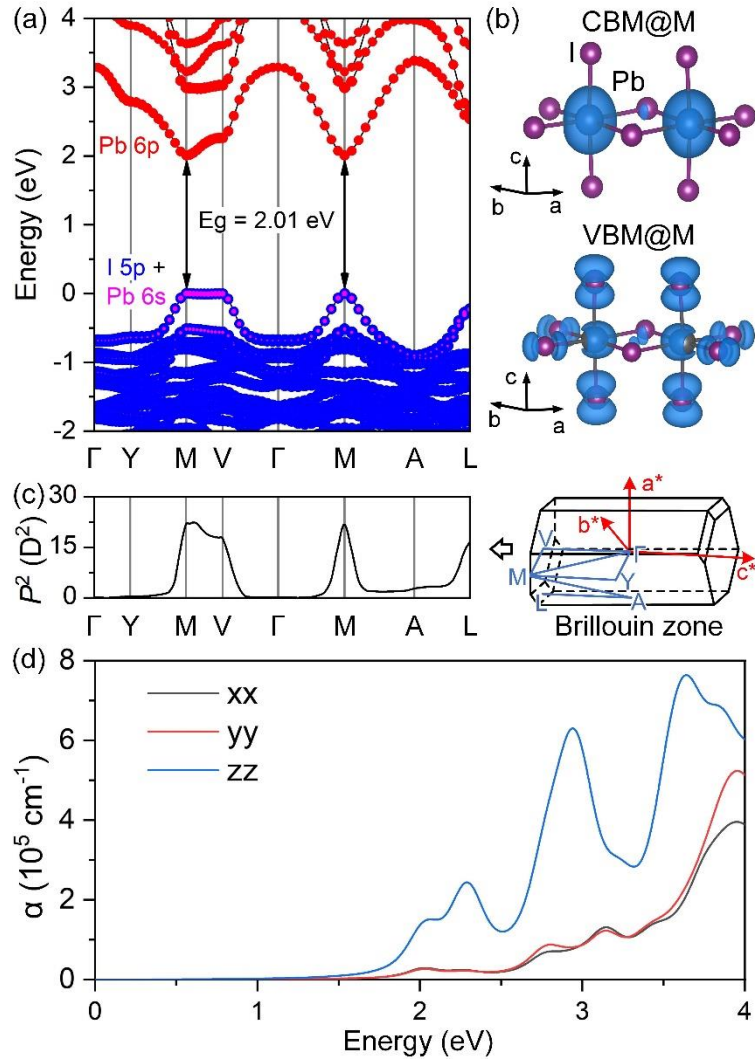 (a)
4
3
2
1
0
-1
-2
Energy (eV)
Pb 6p
Eg = 2.01 eV
I 5p +
Pb 6s
Γ Y M V Γ M A L
(b)
CBM@M
I
Pb
c
b
a
VBM@M
c
b
a
(c)
30
15
0
P² (D²)
Γ Y M V Γ M A L
a*
b*
c*
V
Γ
M
Y
L
A
Brillouin zone
(d)
8
6
4
2
0
α (10⁵ cm⁻¹)
xx
yy
zz
0 1 2 3 4
Energy (eV)